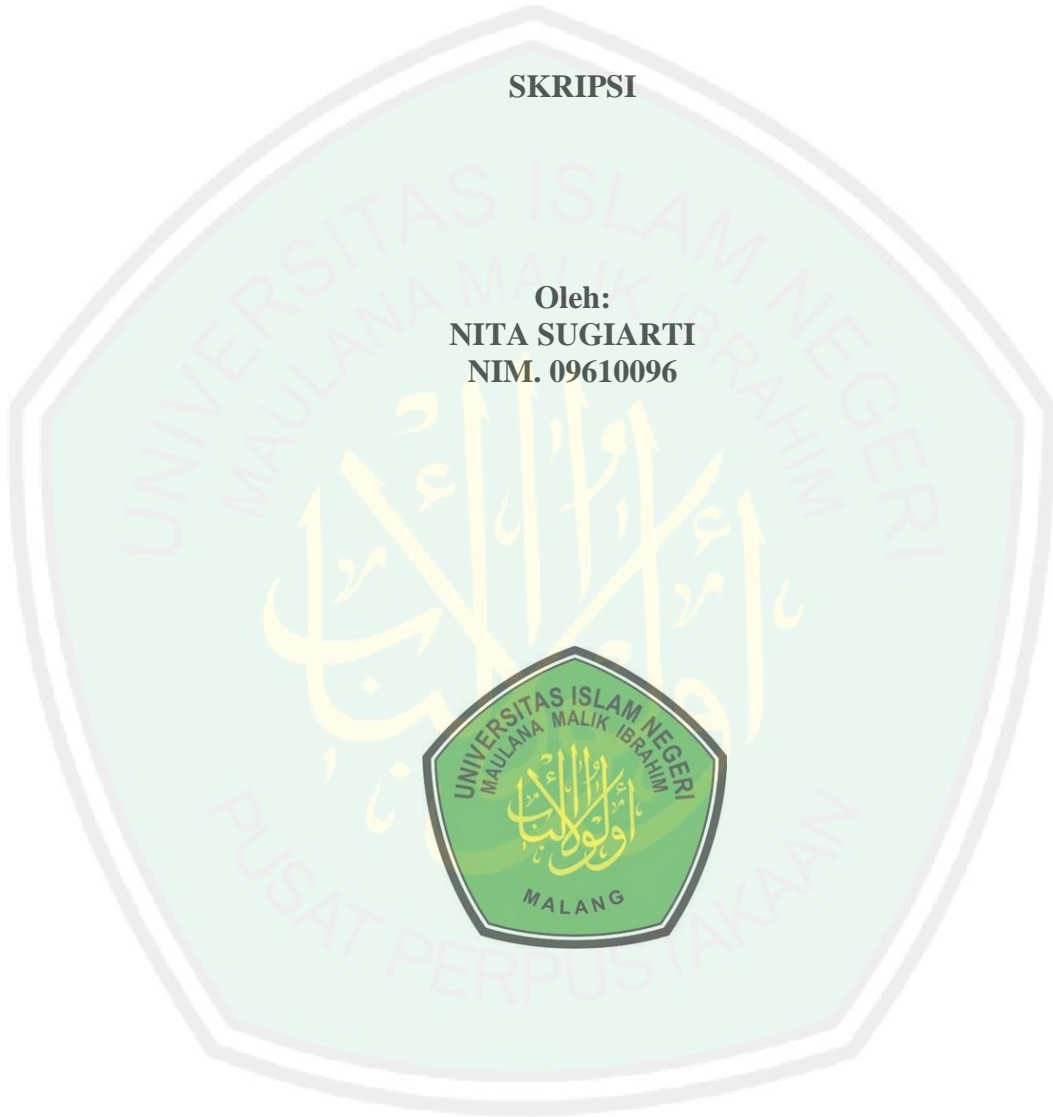 SKRIPSI
Oleh:
NITA SUGIARTI
NIM. 09610096
UNIVERSITAS ISLAM NEGERI
MAULANA MALIK IBRAHIM
أولو الألباب
MALANG
UNIVERSITAS ISLAM NEGERI
MAULANA MALIK IBRAHIM
أولو الألباب
PUSAT PERPUSTAKAAN